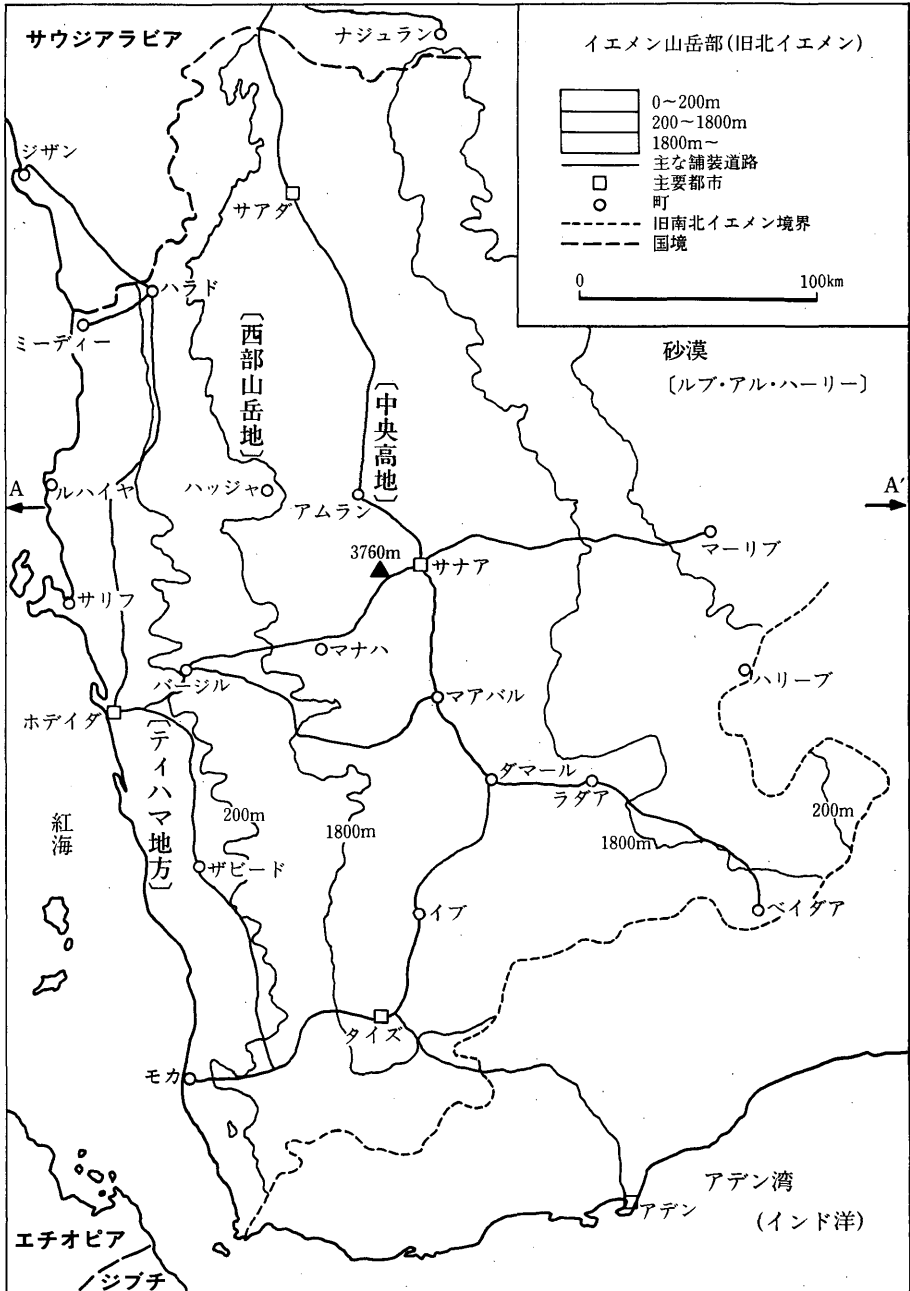 サウジアラビア
ナジュラン
イエメン山岳部(旧北イエメン)
0~200m
200~1800m
1800m~
主な舗装道路
主要都市
町
旧南北イエメン境界
国境
0 100km
ジザン
サアダ
ハラド
ミーディー
〔西部山岳地〕
〔中央高地〕
砂漠
〔ルブ・アル・ハーリー〕
A
ルハイヤ
ハッジャ
アムラン
A′
マーリブ
3760m
サナア
サリフ
マナハ
バージル
ハリーブ
マアバル
ホデイダ
〔ティハマ地方〕
ダマール
ラダア
紅海
200m
1800m
1800m
200m
ザビード
イブ
ベイダア
タイズ
モカ
アデン湾
(インド洋)
アデン
エチオピア
ジブチ